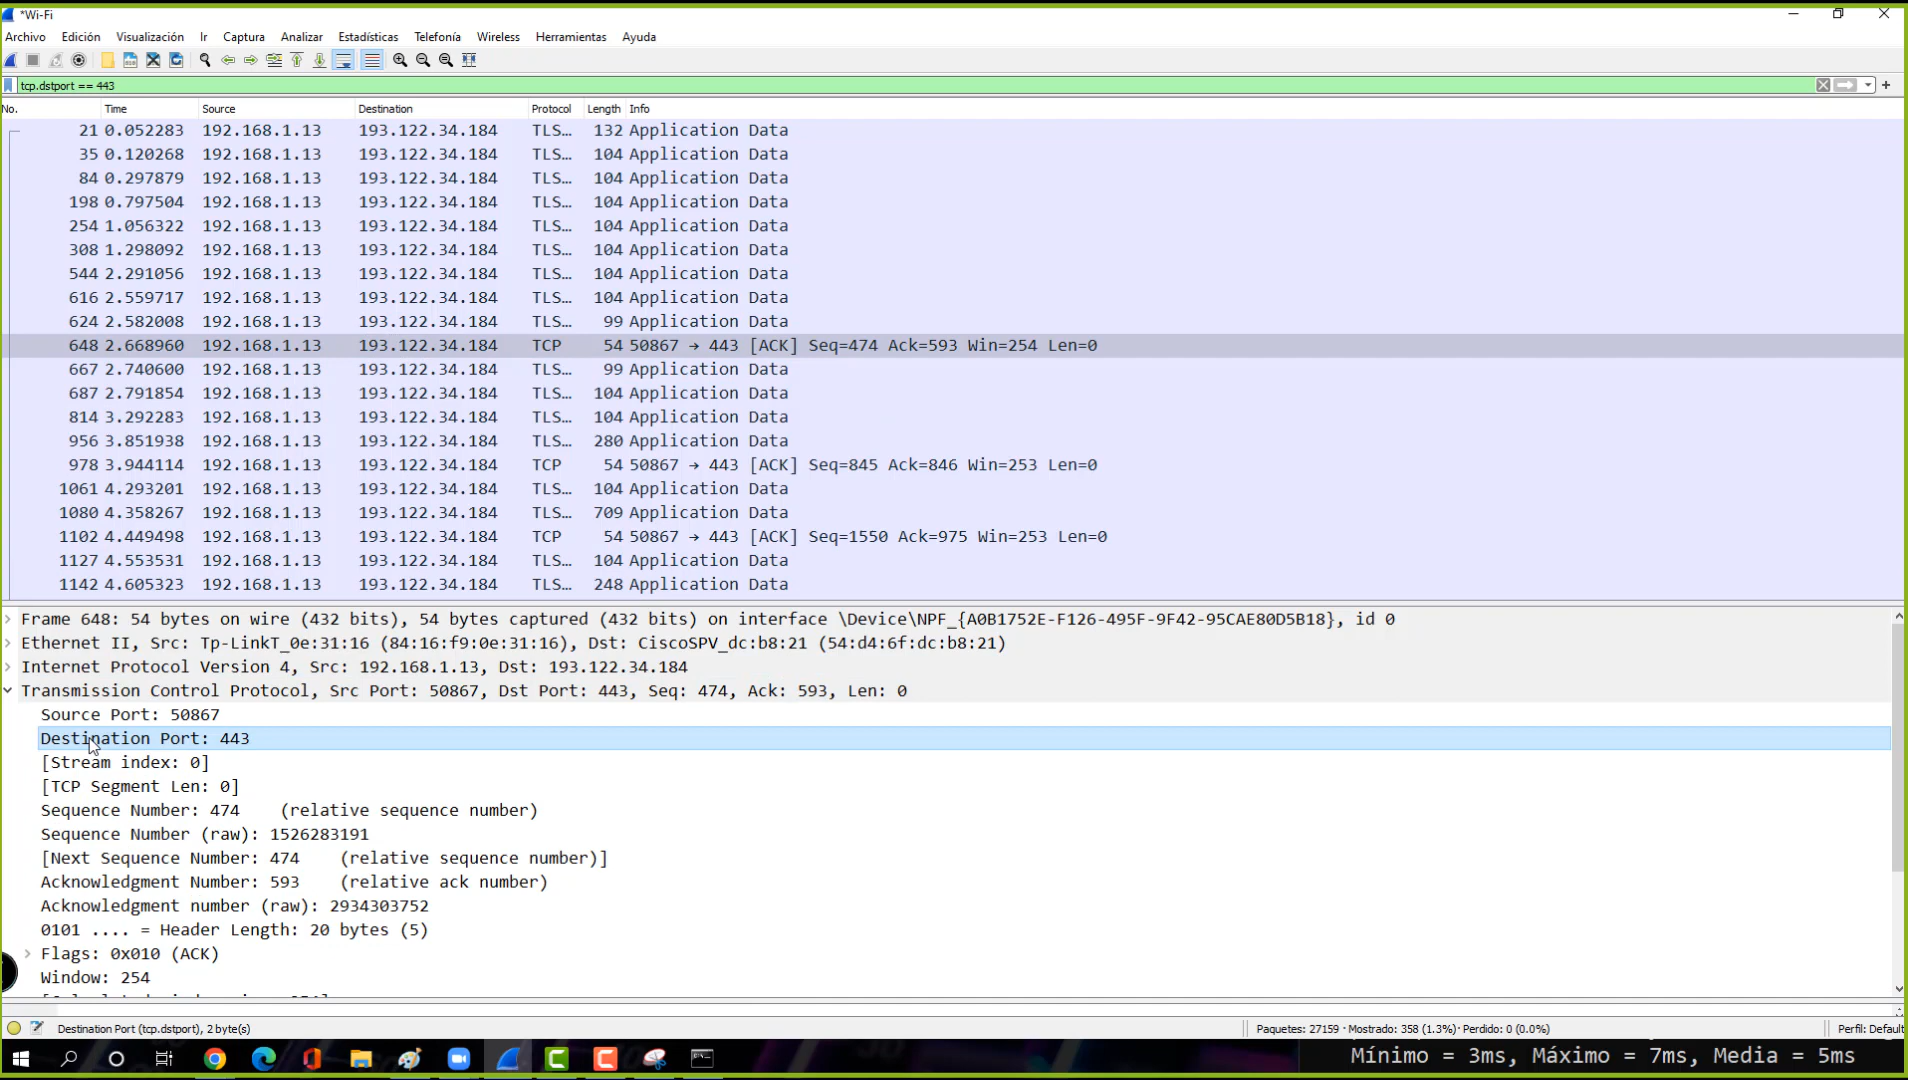 *Wi-Fi
Archivo Edición Visualización Ir Captura Analizar Estadísticas Telefonía Wireless Herramientas Ayuda
tcp.dstport == 443
No. Time Source Destination Protocol Length Info
21 0.052283 192.168.1.13 193.122.34.184 TLS… 132 Application Data
35 0.120268 192.168.1.13 193.122.34.184 TLS… 104 Application Data
84 0.297879 192.168.1.13 193.122.34.184 TLS… 104 Application Data
198 0.797504 192.168.1.13 193.122.34.184 TLS… 104 Application Data
254 1.056322 192.168.1.13 193.122.34.184 TLS… 104 Application Data
308 1.298092 192.168.1.13 193.122.34.184 TLS… 104 Application Data
544 2.291056 192.168.1.13 193.122.34.184 TLS… 104 Application Data
616 2.559717 192.168.1.13 193.122.34.184 TLS… 104 Application Data
624 2.582008 192.168.1.13 193.122.34.184 TLS… 99 Application Data
648 2.668960 192.168.1.13 193.122.34.184 TCP 54 50867 → 443 [ACK] Seq=474 Ack=593 Win=254 Len=0
667 2.740600 192.168.1.13 193.122.34.184 TLS… 99 Application Data
687 2.791854 192.168.1.13 193.122.34.184 TLS… 104 Application Data
814 3.292283 192.168.1.13 193.122.34.184 TLS… 104 Application Data
956 3.851938 192.168.1.13 193.122.34.184 TLS… 280 Application Data
978 3.944114 192.168.1.13 193.122.34.184 TCP 54 50867 → 443 [ACK] Seq=845 Ack=846 Win=253 Len=0
1061 4.293201 192.168.1.13 193.122.34.184 TLS… 104 Application Data
1080 4.358267 192.168.1.13 193.122.34.184 TLS… 709 Application Data
1102 4.449498 192.168.1.13 193.122.34.184 TCP 54 50867 → 443 [ACK] Seq=1550 Ack=975 Win=253 Len=0
1127 4.553531 192.168.1.13 193.122.34.184 TLS… 104 Application Data
1142 4.605323 192.168.1.13 193.122.34.184 TLS… 248 Application Data
Frame 648: 54 bytes on wire (432 bits), 54 bytes captured (432 bits) on interface \Device\NPF_{A0B1752E-F126-495F-9F42-95CAE80D5B18}, id 0
Ethernet II, Src: Tp-LinkT_0e:31:16 (84:16:f9:0e:31:16), Dst: CiscoSPV_dc:b8:21 (54:d4:6f:dc:b8:21)
Internet Protocol Version 4, Src: 192.168.1.13, Dst: 193.122.34.184
Transmission Control Protocol, Src Port: 50867, Dst Port: 443, Seq: 474, Ack: 593, Len: 0
Source Port: 50867
Destination Port: 443
[Stream index: 0]
[TCP Segment Len: 0]
Sequence Number: 474 (relative sequence number)
Sequence Number (raw): 1526283191
[Next Sequence Number: 474 (relative sequence number)]
Acknowledgment Number: 593 (relative ack number)
Acknowledgment number (raw): 2934303752
0101 .... = Header Length: 20 bytes (5)
Flags: 0x010 (ACK)
Window: 254
Destination Port (tcp.dstport), 2 byte(s)
Paquetes: 27159 · Mostrado: 358 (1.3%) · Perdido: 0 (0.0%)
Perfil: Default
Mínimo = 3ms, Máximo = 7ms, Media = 5ms